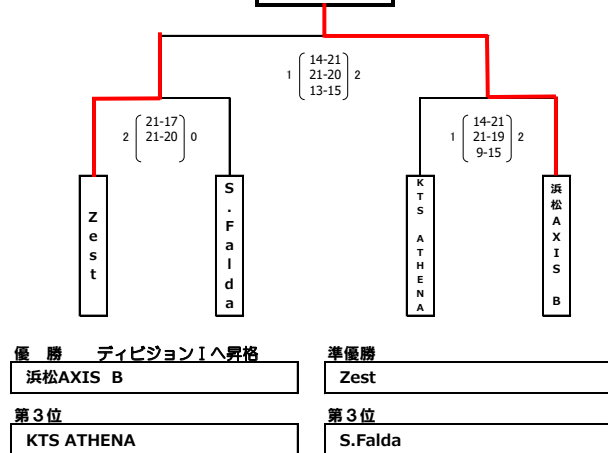 14-21
1 21-20 2
13-15
21-17
2 21-20 0
14-21
1 21-19 2
9-15
Zest
S.Falda
KTS ATHENA
浜松AXIS B
優 勝 ディビジョンⅠへ昇格
浜松AXIS B
準優勝
Zest
第3位
KTS ATHENA
第3位
S.Falda